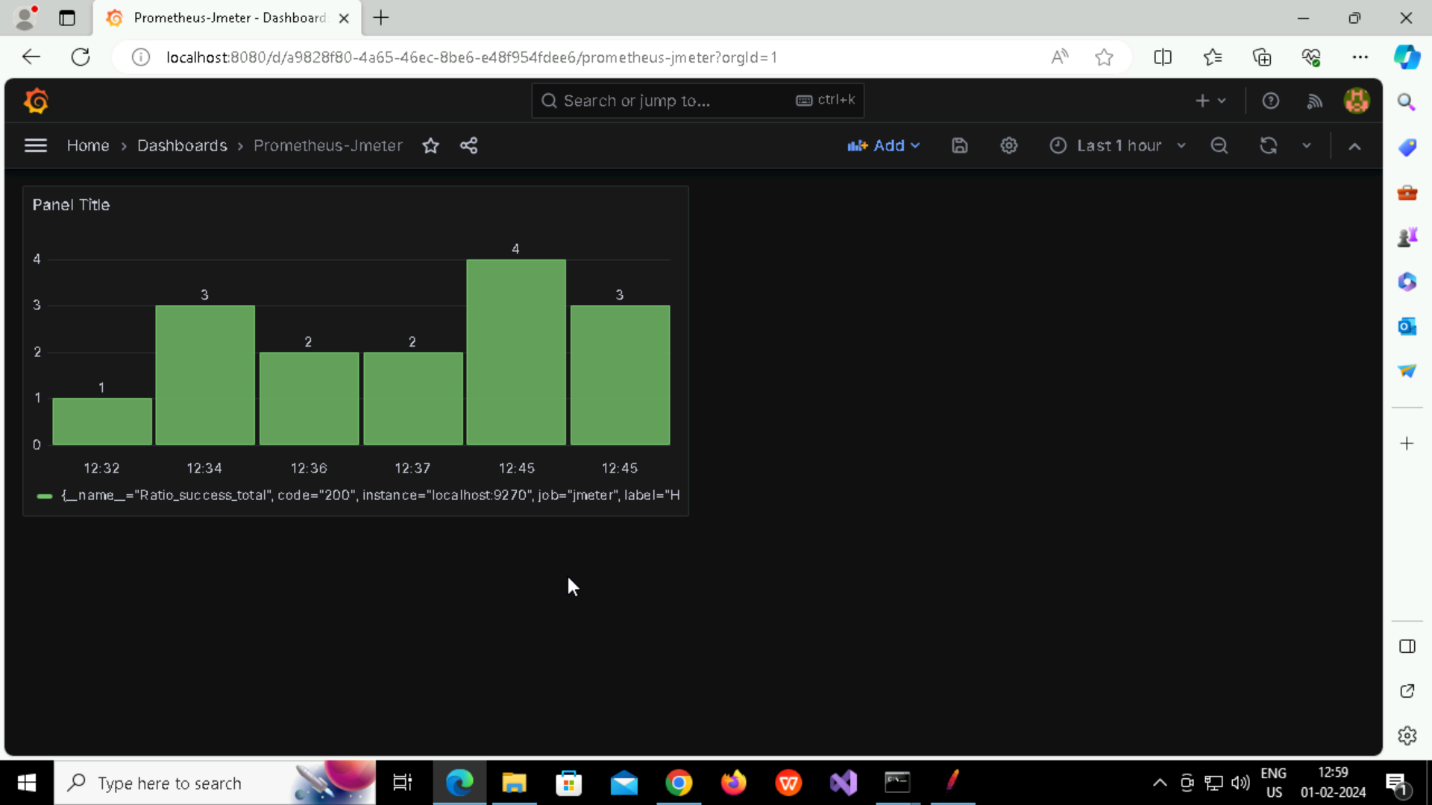 Prometheus-Jmeter - Dashboard
localhost:8080/d/a9828f80-4a65-46ec-8be6-e48f954fdee6/prometheus-jmeter?orgId=1
Search or jump to... ctrl+k
Home › Dashboards › Prometheus-Jmeter Add Last 1 hour
Panel Title
4
3
2
1
0
1
3
2
2
4
3
12:32 12:34 12:36 12:37 12:45 12:45
{__name__="Ratio_success_total", code="200", instance="localhost:9270", job="jmeter", label="H
Type here to search
ENG
US
12:59
01-02-2024
1